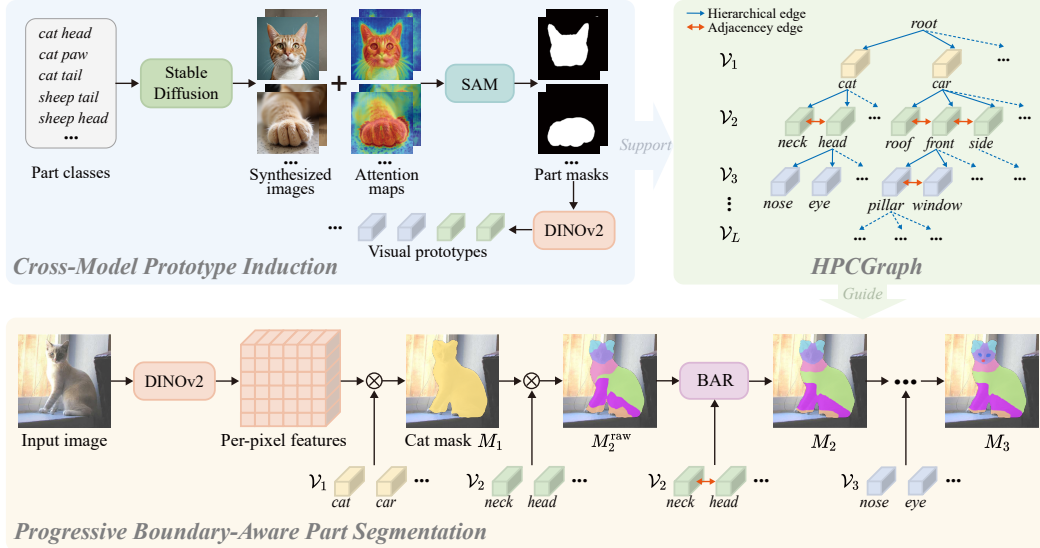 cat head
cat paw
cat tail
sheep tail
sheep head
...
Part classes
Stable
Diffusion
...
Synthesized
images
+
...
Attention
maps
SAM
...
Part masks
DINOv2
...
Visual prototypes
Cross-Model Prototype Induction
Support
Hierarchical edge
Adjacencey edge
root
V1
cat
car
...
V2
neck
head
...
roof
front
side
...
V3
nose
eye
...
pillar
window
...
...
⋮
VL
... ... ...
HPCGraph
Guide
Input image
DINOv2
Per-pixel features
⊗
Cat mask M1
⊗
M2^raw
BAR
M2
...
M3
V1
cat
car
...
V2
neck
head
...
V2
neck
head
...
V3
nose
eye
...
Progressive Boundary-Aware Part Segmentation